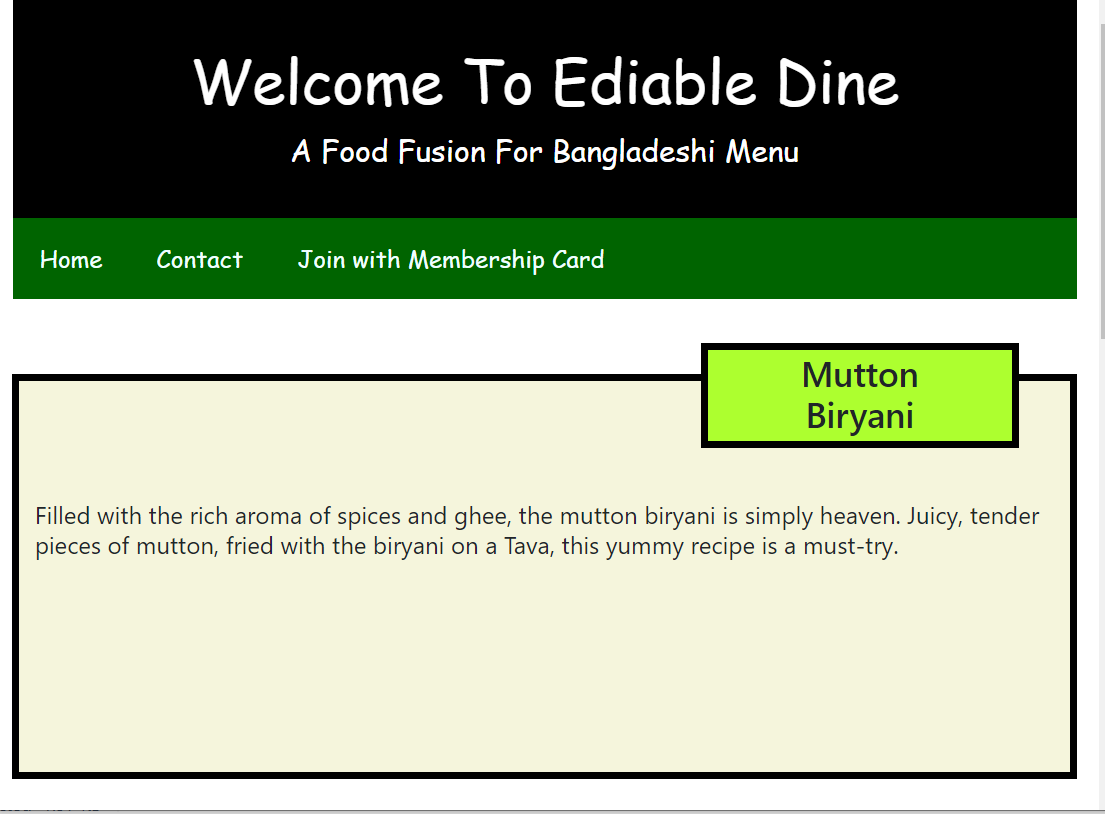 Welcome To Ediable Dine
A Food Fusion For Bangladeshi Menu
Home Contact Join with Membership Card
Mutton
Biryani
Filled with the rich aroma of spices and ghee, the mutton biryani is simply heaven. Juicy, tender
pieces of mutton, fried with the biryani on a Tava, this yummy recipe is a must-try.